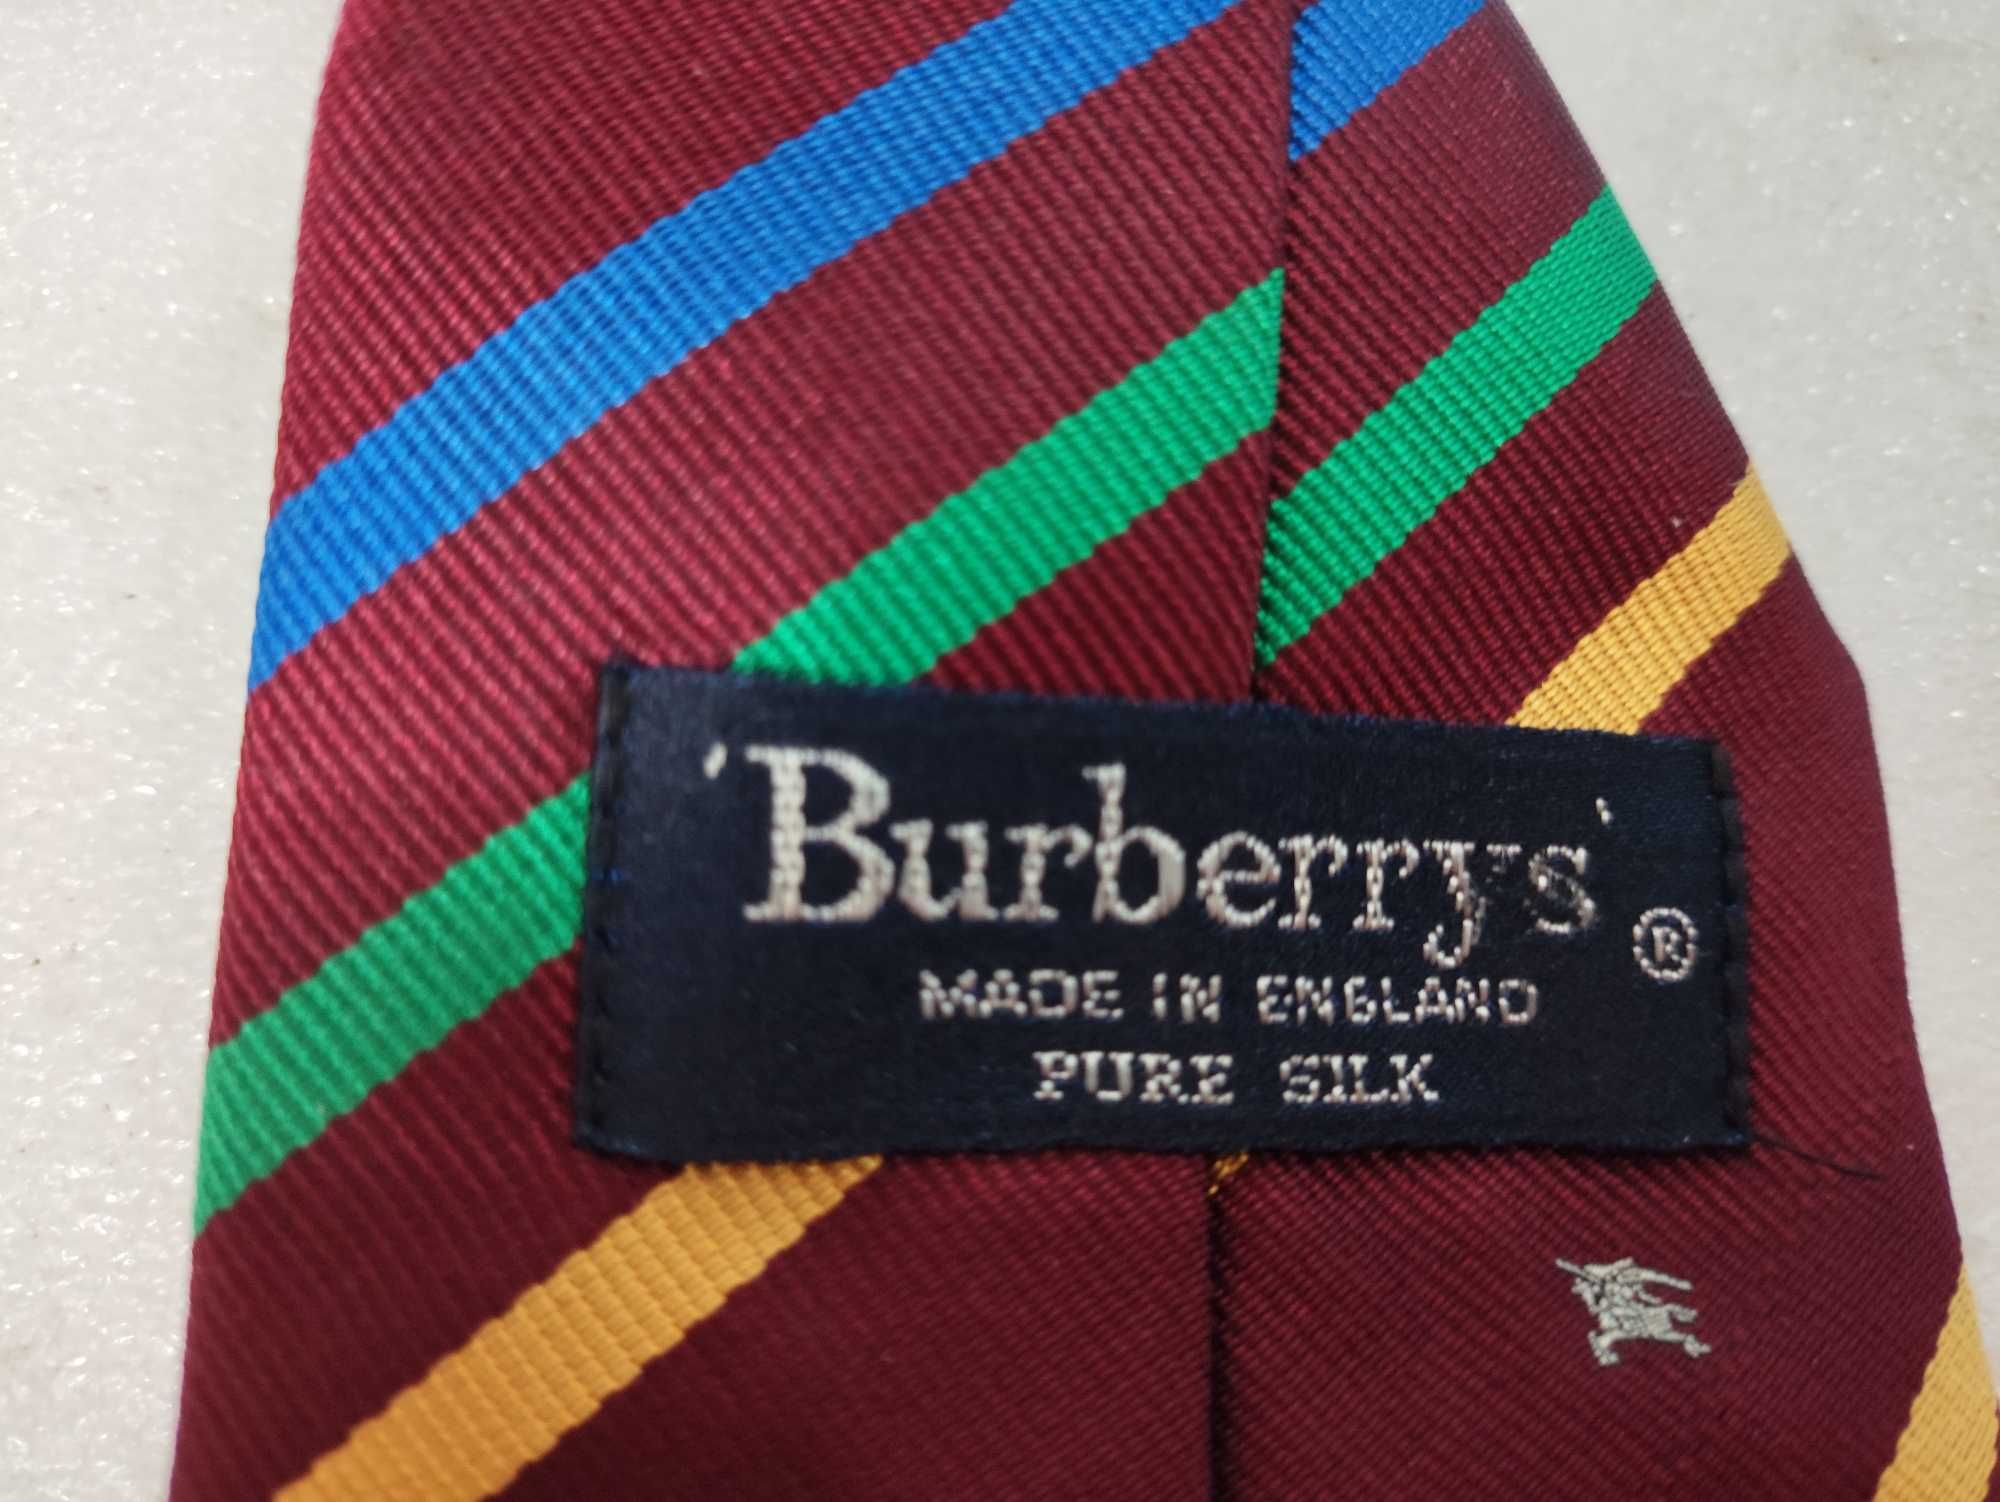 'Burberrys' ®
MADE IN ENGLAND
PURE SILK